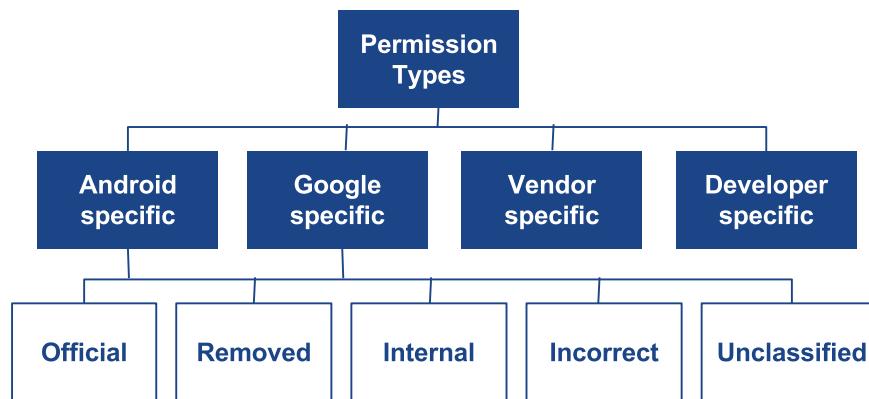 Permission
Types
Android
specific
Google
specific
Vendor
specific
Developer
specific
Official
Removed
Internal
Incorrect
Unclassified